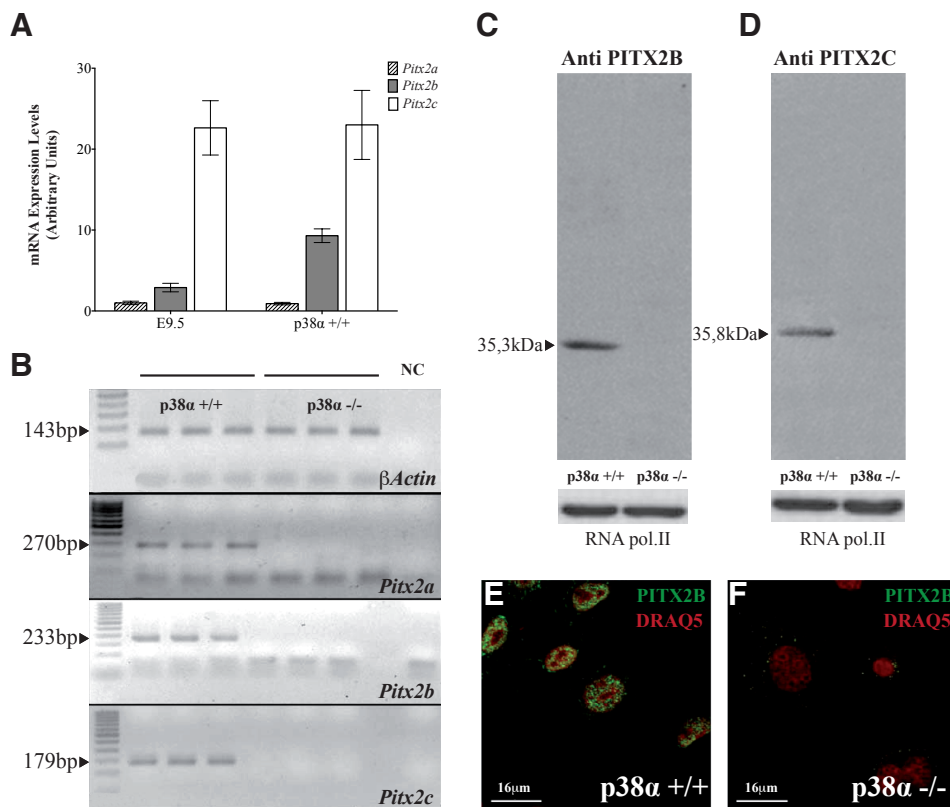 A
30
20
10
0
mRNA Expression Levels
(Arbitrary Units)
Pitx2a
Pitx2b
Pitx2c
E9.5
p38α +/+
B
NC
p38α +/+
p38α -/-
143bp
βActin
270bp
Pitx2a
233bp
Pitx2b
179bp
Pitx2c
C
Anti PITX2B
35,3kDa
p38α +/+ p38α -/-
RNA pol.II
D
Anti PITX2C
35,8kDa
p38α +/+ p38α -/-
RNA pol.II
E
PITX2B
DRAQ5
16μm
p38α +/+
F
PITX2B
DRAQ5
16μm
p38α -/-